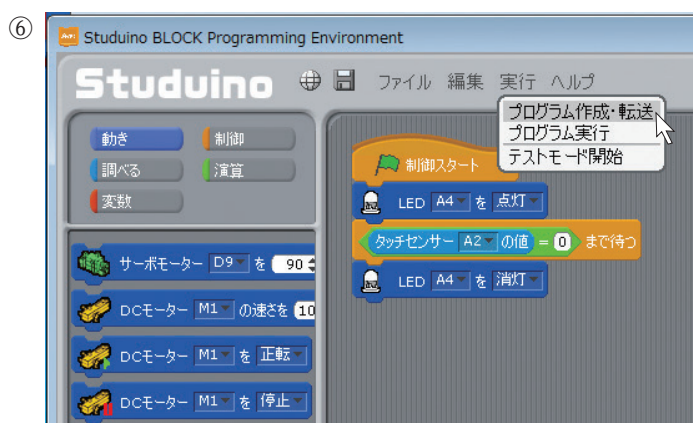 ⑥
Studuino BLOCK Programming Environment
Studuino ファイル 編集 実行 ヘルプ
プログラム作成・転送
プログラム実行
テストモード開始
動き 制御
調べる 演算
変数
サーボモーター D9 を 90
DCモーター M1 の速さを 10
DCモーター M1 を 正転
DCモーター M1 を 停止
制御スタート
LED A4 を 点灯
タッチセンサー A2 の値 = 0 まで待つ
LED A4 を 消灯